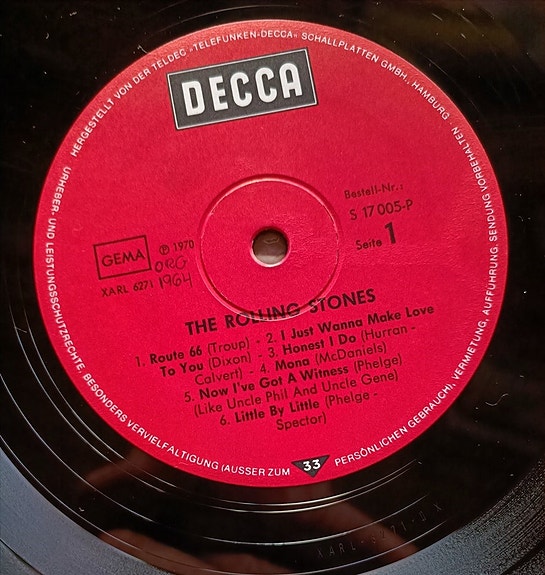 HERGESTELLT VON DER TELDEC »TELEFUNKEN-DECCA« SCHALLPLATTEN GMBH, HAMBURG
URHEBER- UND LEISTUNGSSCHUTZRECHTE, BESONDERS VERVIELFÄLTIGUNG (AUSSER ZUM PERSÖNLICHEN GEBRAUCH), VERMIETUNG, AUFFÜHRUNG, SENDUNG VORBEHALTEN
DECCA
Bestell-Nr.:
S 17 005-P
Seite 1
GEMA
℗ 1970
ORG
1964
XARL 6271
THE ROLLING STONES
1. Route 66 (Troup) - 2. I Just Wanna Make Love
To You (Dixon) - 3. Honest I Do (Hurran -
Calvert) - 4. Mona (McDaniels)
5. Now I've Got A Witness (Phelge)
(Like Uncle Phil And Uncle Gene)
6. Little By Little (Phelge -
Spector)
33